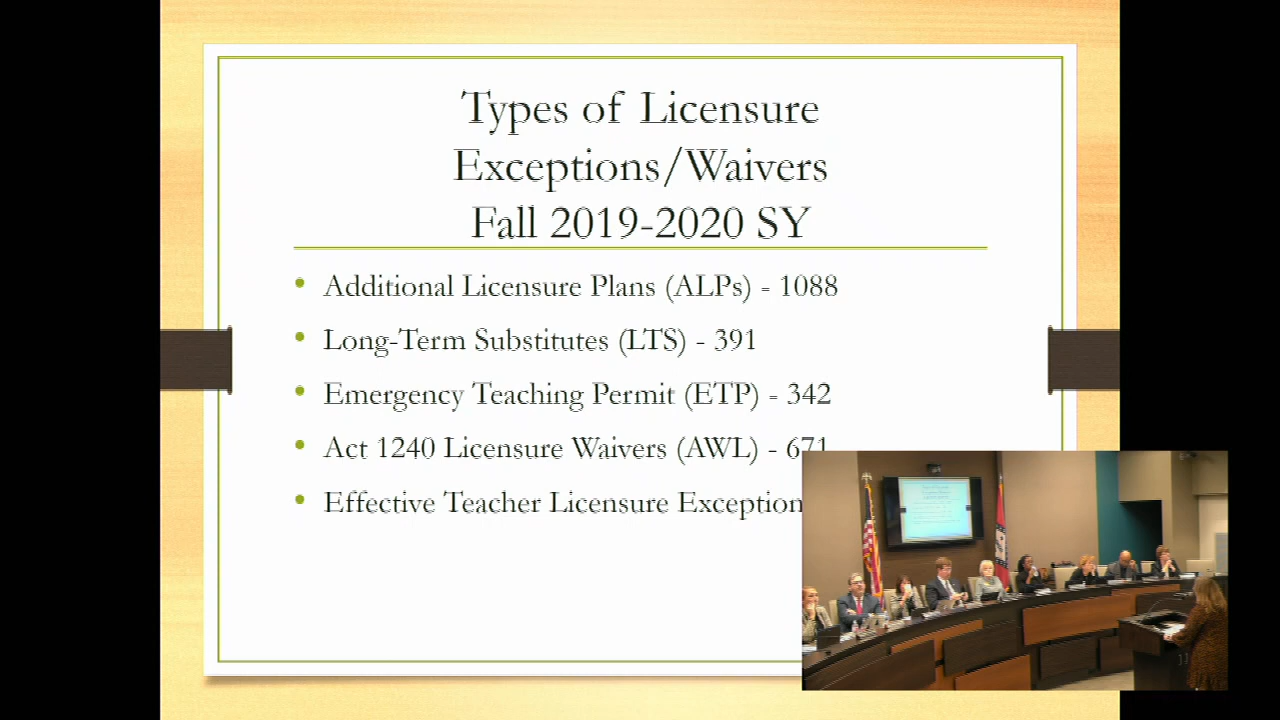 Types of Licensure
Exceptions/Waivers
Fall 2019-2020 SY
Additional Licensure Plans (ALPs) - 1088
Long-Term Substitutes (LTS) - 391
Emergency Teaching Permit (ETP) - 342
Act 1240 Licensure Waivers (AWL) - 671
Effective Teacher Licensure Exception